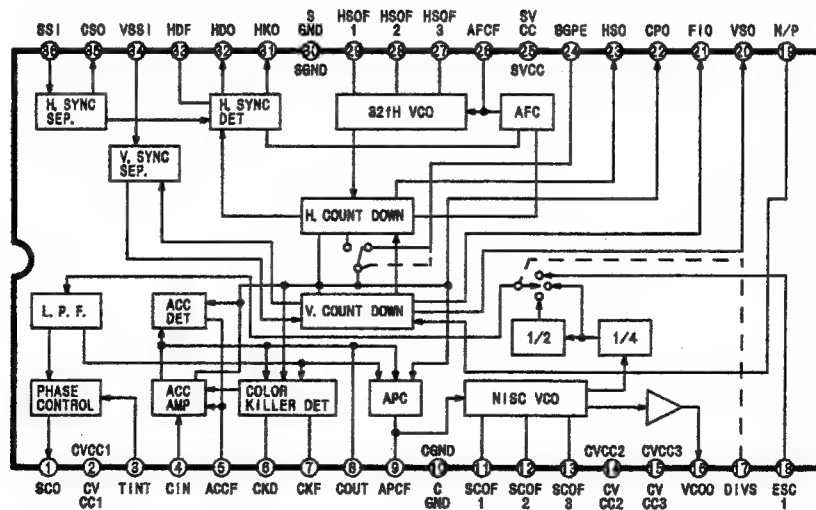 SSI CSO VSSI HDF HDO HKO S GND HSOF 1 HSOF 2 HSOF 3 AFCF SV CC BGPE HSO CPO FIO VSO N/P
36 35 34 33 32 31 30 29 28 27 26 25 24 23 22 21 20 19
SGND SVCC
H. SYNC SEP.
H. SYNC DET
32fH VCO
AFC
V. SYNC SEP.
H. COUNT DOWN
L. P. F.
ACC DET
V. COUNT DOWN
1/2
1/4
PHASE CONTROL
ACC AMP
COLOR KILLER DET
APC
NISC VCO
CVCC1 CGND CVCC2 CVCC3
1 2 3 4 5 6 7 8 9 10 11 12 13 14 15 16 17 18
SCO CV CC1 TINT CIN ACCF CKD CKF COUT APCF C GND SCOF 1 SCOF 2 SCOF 3 CV CC2 CV CC3 VCOO DIVS ESC 1